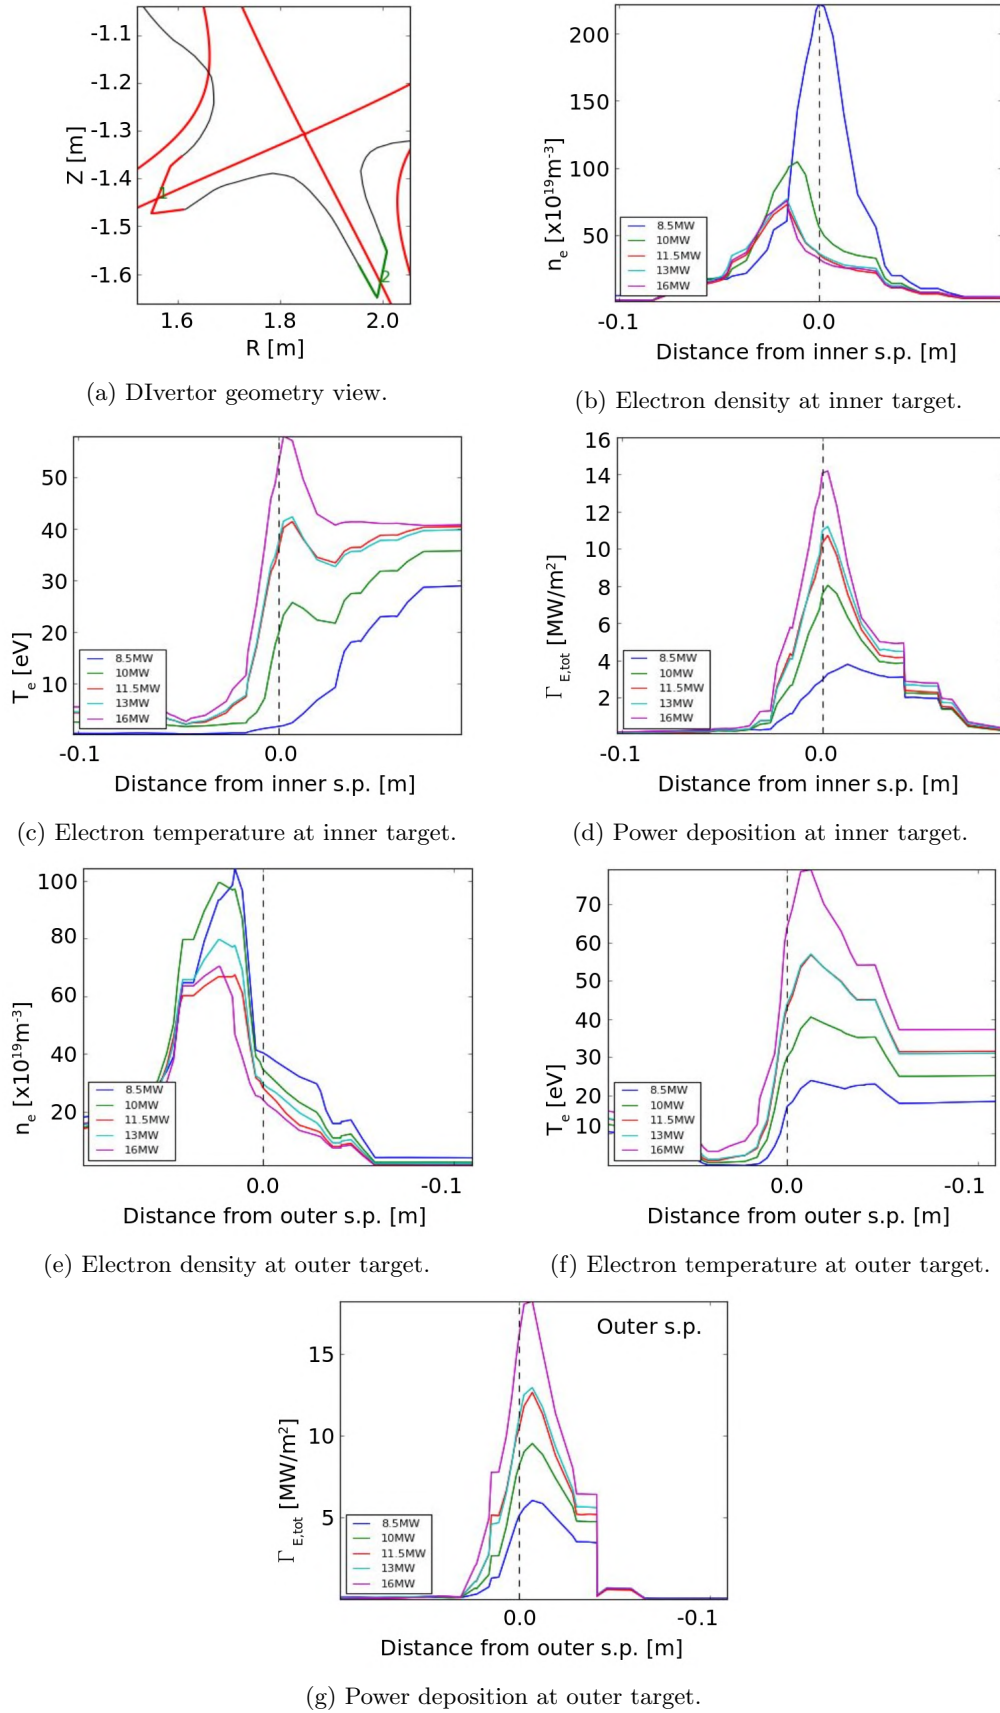 -1.1
-1.2
-1.3
-1.4
-1.5
-1.6
Z [m]
1
2
1.6 1.8 2.0
R [m]
(a) DIvertor geometry view.
200
150
100
50
n_e [x10^19m^-3]
8.5MW
10MW
11.5MW
13MW
16MW
-0.1 0.0
Distance from inner s.p. [m]
(b) Electron density at inner target.
50
40
30
20
10
T_e [eV]
8.5MW
10MW
11.5MW
13MW
16MW
-0.1 0.0
Distance from inner s.p. [m]
(c) Electron temperature at inner target.
16
14
12
10
8
6
4
2
Γ_E,tot [MW/m^2]
8.5MW
10MW
11.5MW
13MW
16MW
-0.1 0.0
Distance from inner s.p. [m]
(d) Power deposition at inner target.
100
80
60
40
20
n_e [x10^19m^-3]
8.5MW
10MW
11.5MW
13MW
16MW
0.0 -0.1
Distance from outer s.p. [m]
(e) Electron density at outer target.
70
60
50
40
30
20
10
T_e [eV]
8.5MW
10MW
11.5MW
13MW
16MW
0.0 -0.1
Distance from outer s.p. [m]
(f) Electron temperature at outer target.
Outer s.p.
15
10
5
Γ_E,tot [MW/m^2]
8.5MW
10MW
11.5MW
13MW
16MW
0.0 -0.1
Distance from outer s.p. [m]
(g) Power deposition at outer target.